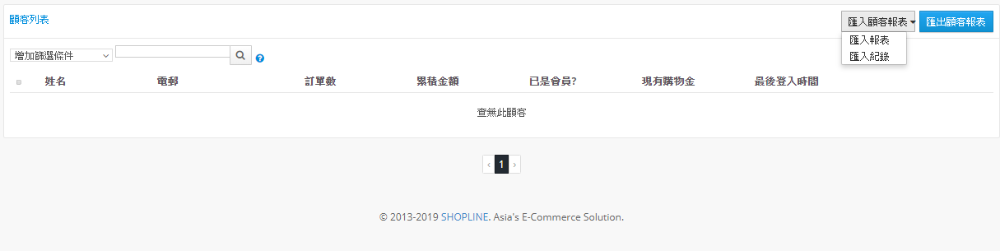 顧客列表
匯入顧客報表 匯出顧客報表
匯入報表
匯入紀錄
增加篩選條件
姓名 電郵 訂單數 累積金額 已是會員? 現有購物金 最後登入時間
查無此顧客
‹ 1 ›
© 2013-2019 SHOPLINE. Asia's E-Commerce Solution.